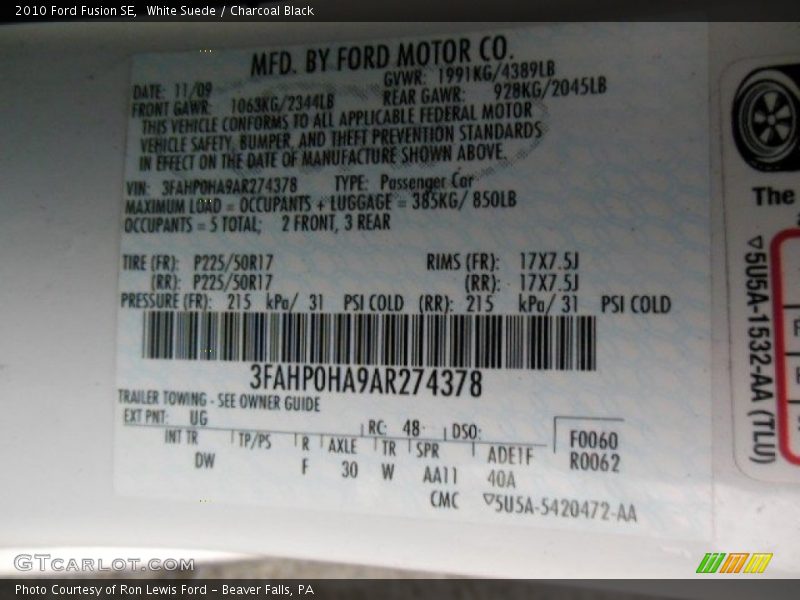 2010 Ford Fusion SE,  White Suede / Charcoal Black
MFD. BY FORD MOTOR CO.
DATE: 11/09 GVWR: 1991KG/4389LB
FRONT GAWR: 1063KG/2344LB REAR GAWR: 928KG/2045LB
THIS VEHICLE CONFORMS TO ALL APPLICABLE FEDERAL MOTOR
VEHICLE SAFETY, BUMPER, AND THEFT PREVENTION STANDARDS
IN EFFECT ON THE DATE OF MANUFACTURE SHOWN ABOVE.
VIN: 3FAHP0HA9AR274378 TYPE: Passenger Car
MAXIMUM LOAD = OCCUPANTS + LUGGAGE = 385KG/ 850LB
OCCUPANTS = 5 TOTAL; 2 FRONT, 3 REAR
TIRE (FR): P225/50R17 RIMS (FR): 17X7.5J
(RR): P225/50R17 (RR): 17X7.5J
PRESSURE (FR): 215 kPa/ 31 PSI COLD (RR): 215 kPa/ 31 PSI COLD
3FAHP0HA9AR274378
TRAILER TOWING - SEE OWNER GUIDE
EXT PNT: UG RC: 48 DSO:
INT TR TP/PS R AXLE TR SPR ADE1F F0060
DW F 30 W AA11 40A R0062
CMC ▽5U5A-5420472-AA
The
▽5U5A-1532-AA (TLU)
GTCarLot.com
Photo Courtesy of Ron Lewis Ford - Beaver Falls, PA